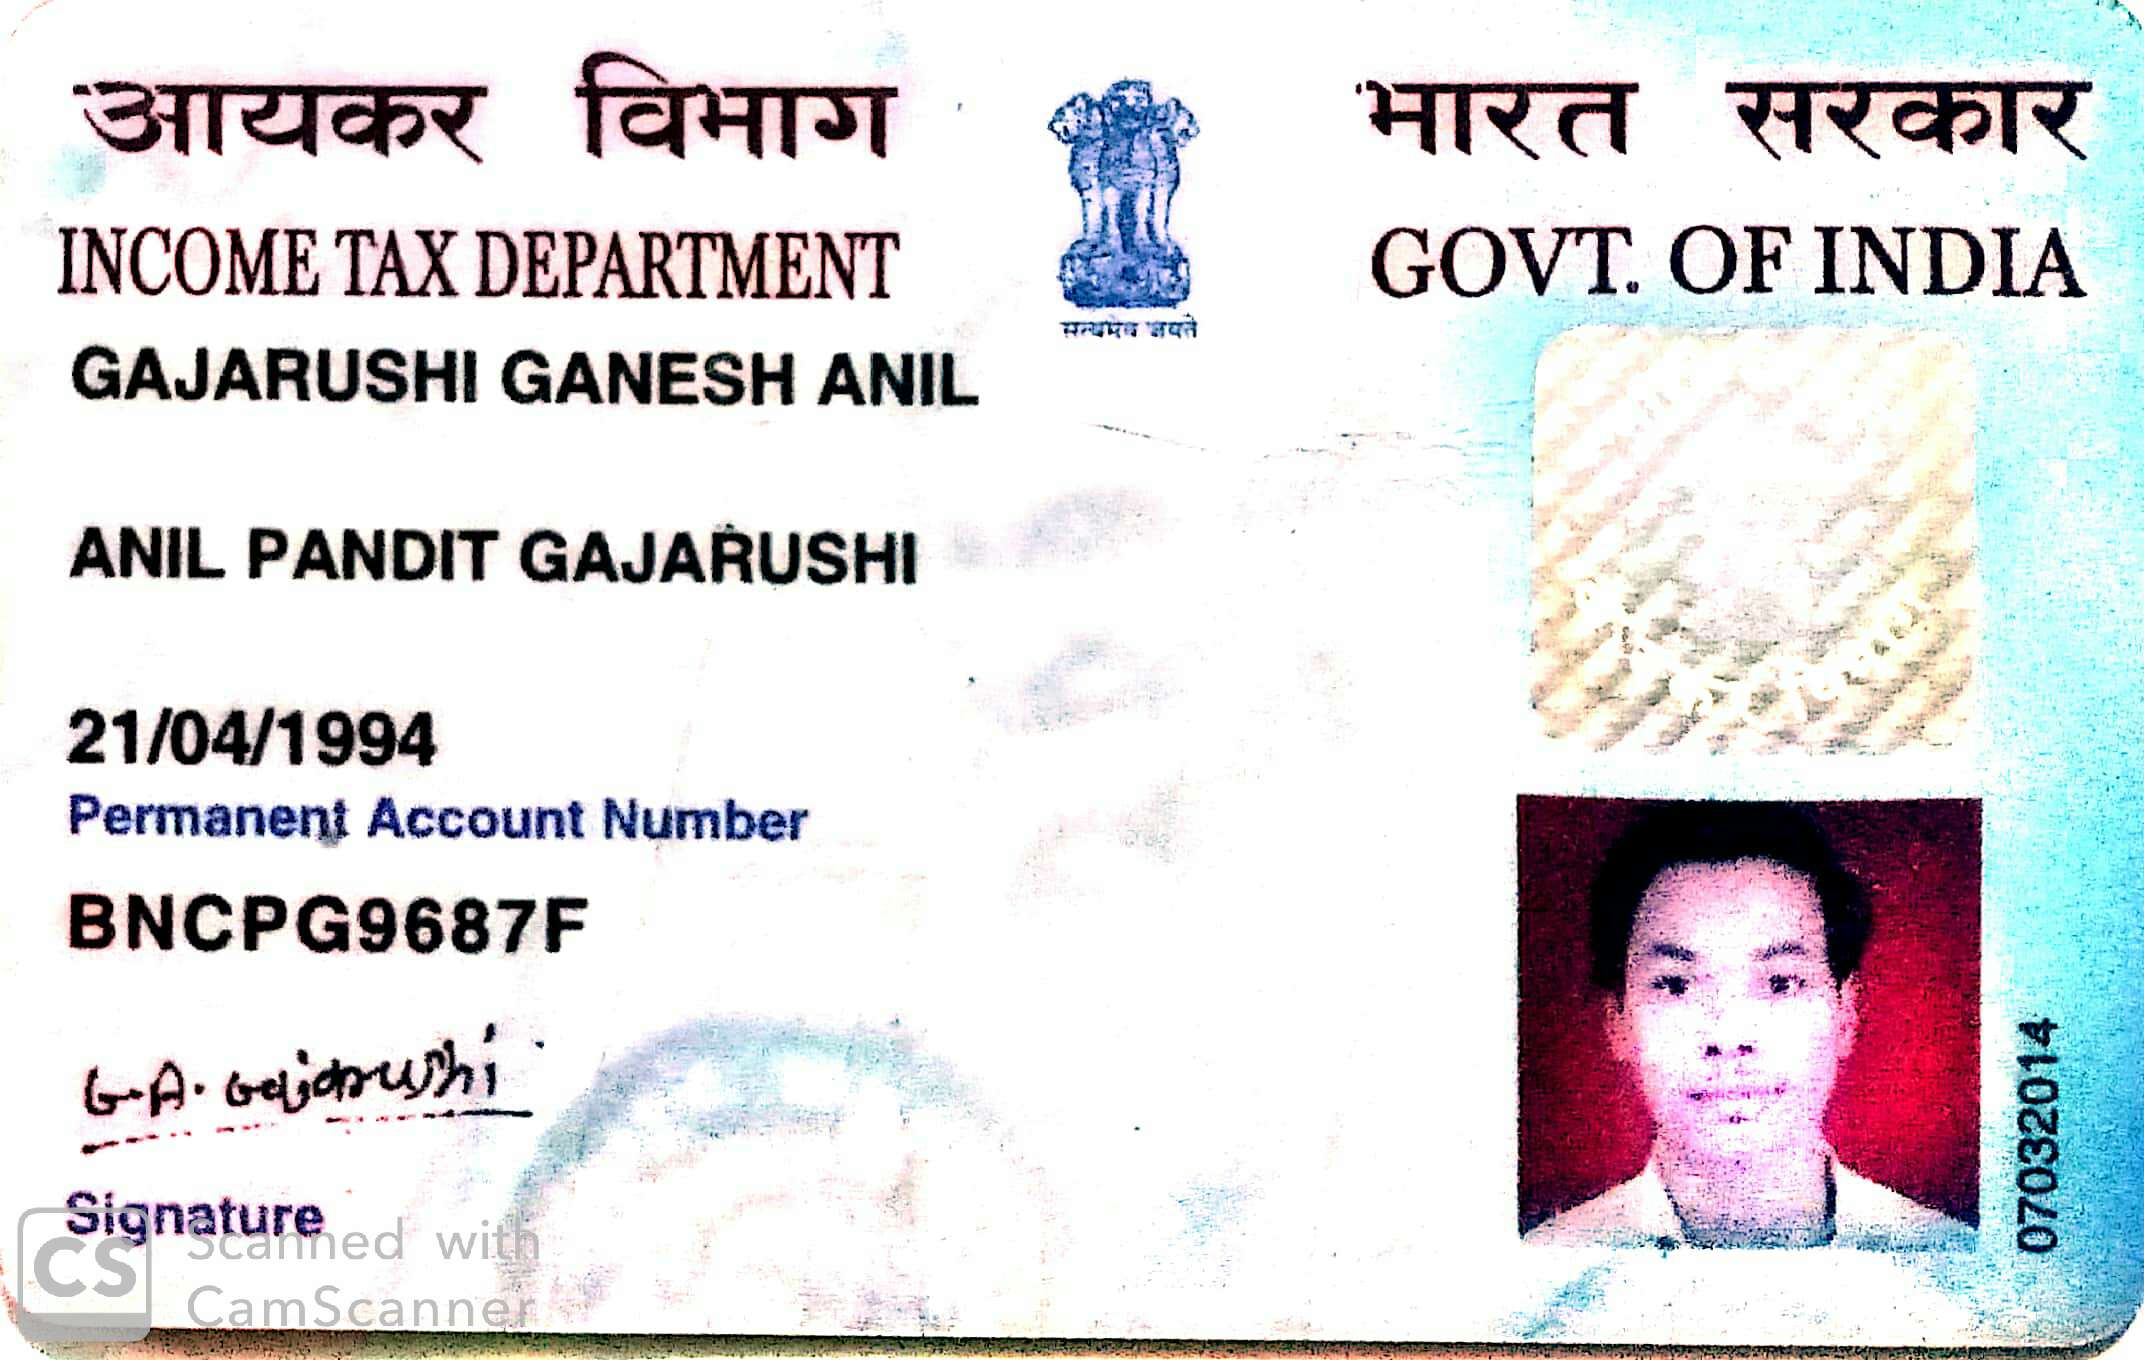 आयकर विभाग
भारत सरकार
INCOME TAX DEPARTMENT
GOVT. OF INDIA
सत्यमेव जयते
GAJARUSHI GANESH ANIL
ANIL PANDIT GAJARUSHI
21/04/1994
Permanent Account Number
BNCPG9687F
G.A. Gajarushi
Signature
07032014
CS
Scanned with
CamScanner